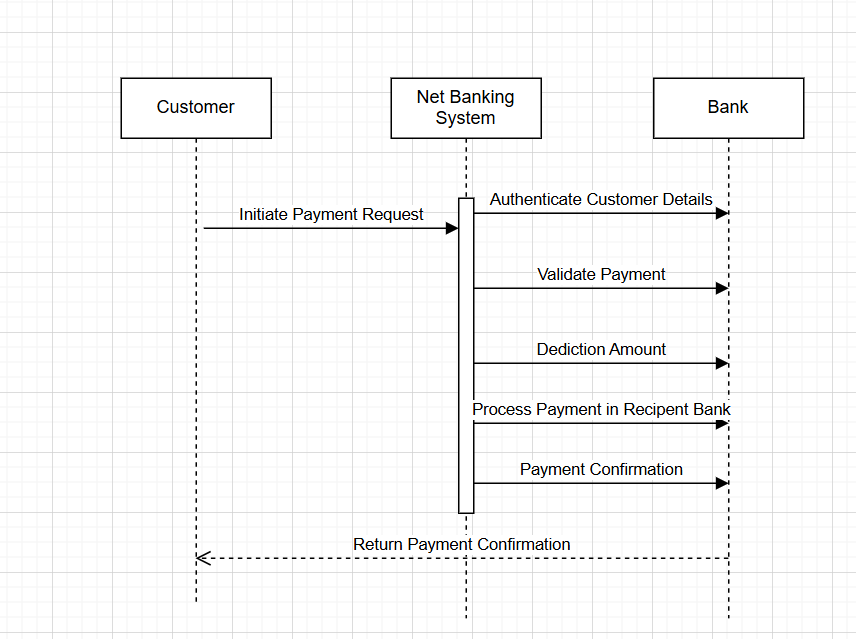 Customer
Net Banking
System
Bank
Authenticate Customer Details
Initiate Payment Request
Validate Payment
Dediction Amount
Process Payment in Recipent Bank
Payment Confirmation
Return Payment Confirmation